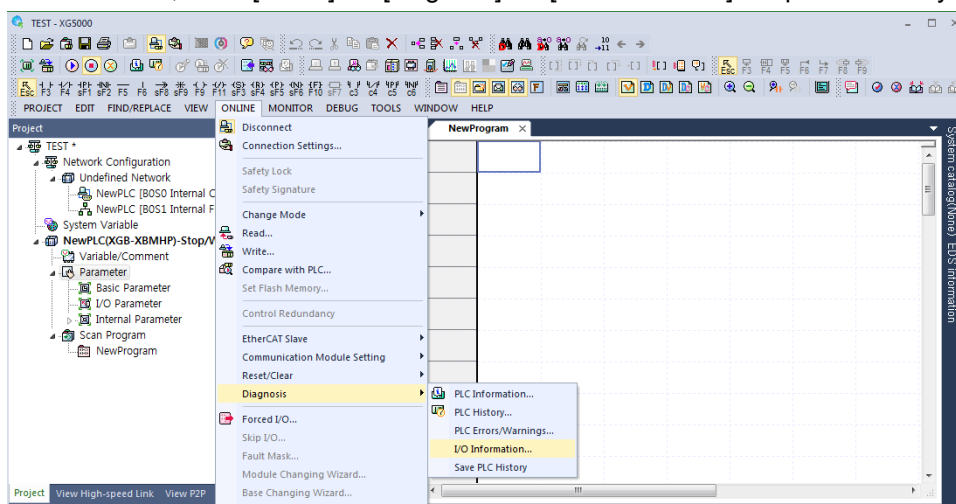 TEST - XG5000
PROJECT EDIT FIND/REPLACE VIEW ONLINE MONITOR DEBUG TOOLS WINDOW HELP
Project
TEST *
Network Configuration
Undefined Network
NewPLC [B0S0 Internal C
NewPLC [B0S1 Internal F
System Variable
NewPLC(XGB-XBMHP)-Stop/W
Variable/Comment
Parameter
Basic Parameter
I/O Parameter
Internal Parameter
Scan Program
NewProgram
Project View High-speed Link View P2P
Disconnect
Connection Settings...
Safety Lock
Safety Signature
Change Mode
Read...
Write...
Compare with PLC...
Set Flash Memory...
Control Redundancy
EtherCAT Slave
Communication Module Setting
Reset/Clear
Diagnosis
Forced I/O...
Skip I/O...
Fault Mask...
Module Changing Wizard...
Base Changing Wizard...
PLC Information...
PLC History...
PLC Errors/Warnings...
I/O Information...
Save PLC History
NewProgram
System catalog(None)
EDS information